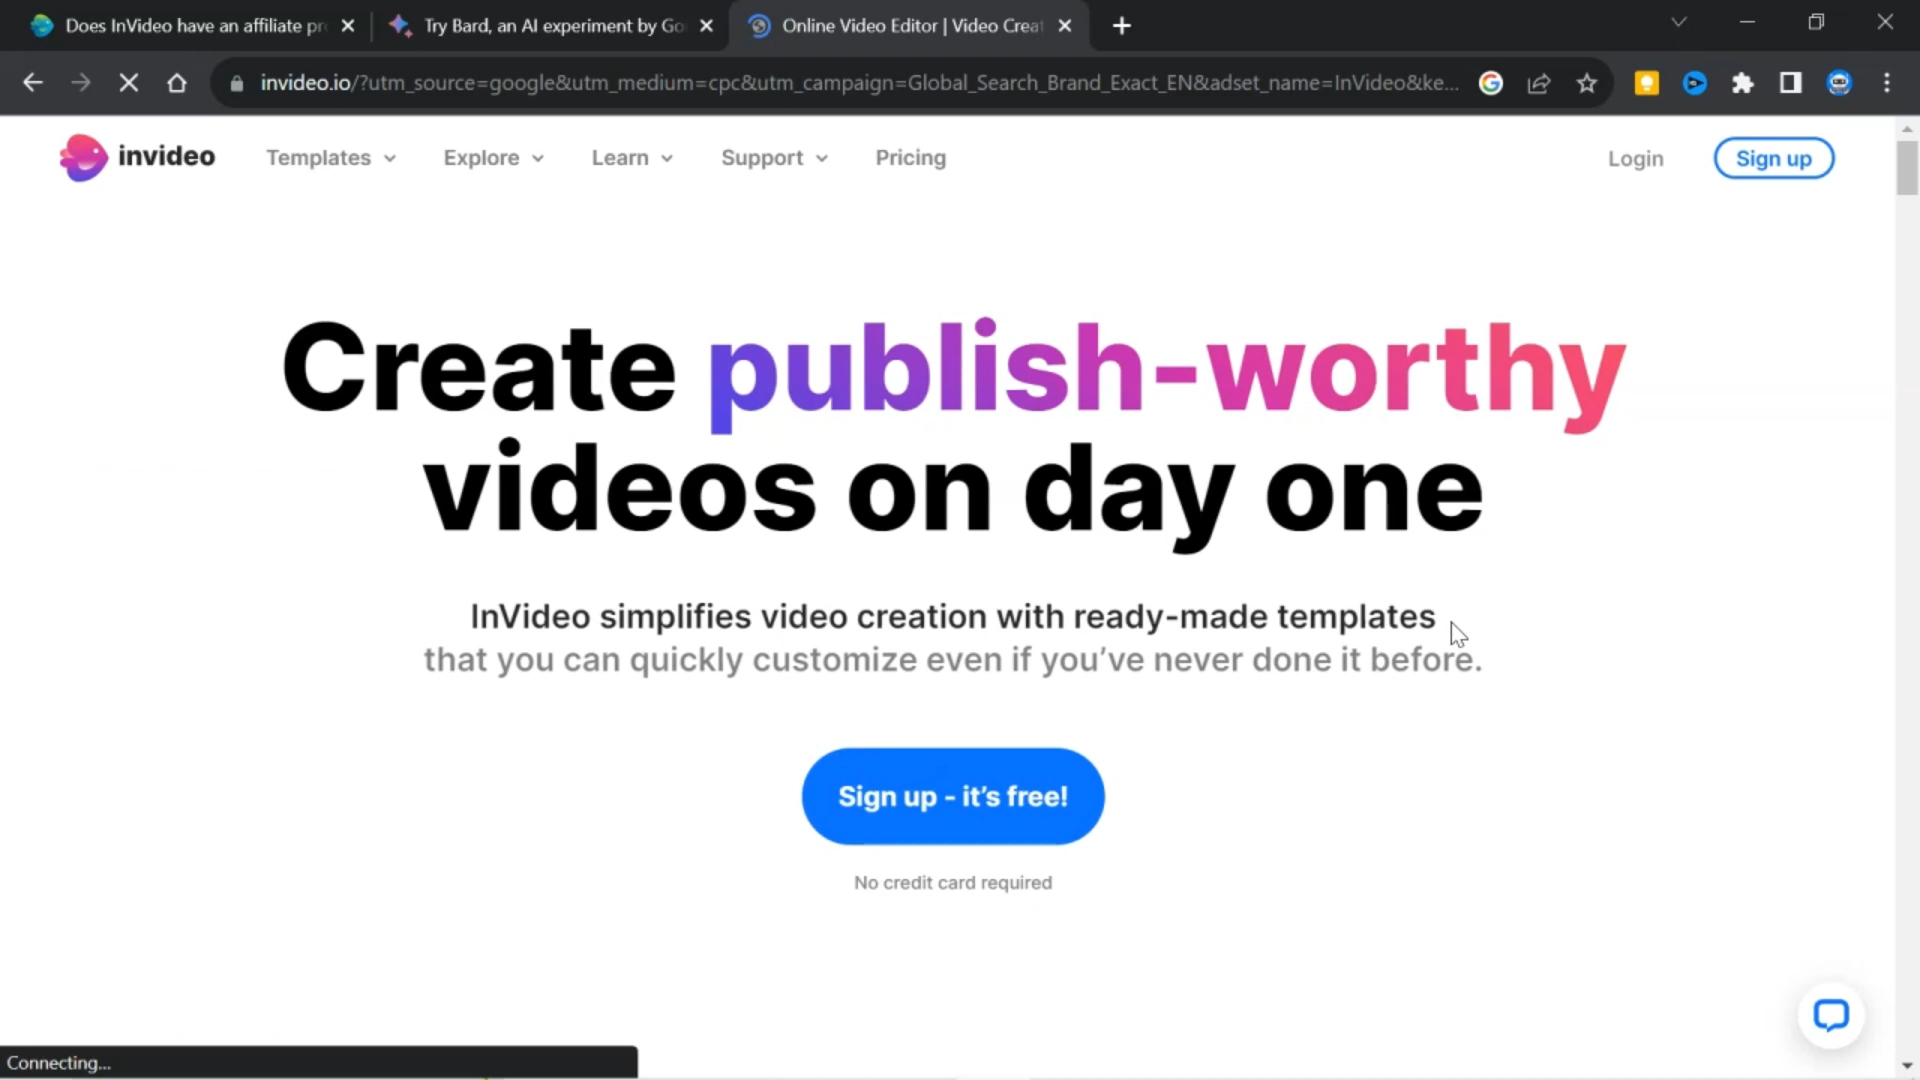 Does InVideo have an affiliate pr
Try Bard, an AI experiment by Go
Online Video Editor | Video Creat
invideo.io/?utm_source=google&utm_medium=cpc&utm_campaign=Global_Search_Brand_Exact_EN&adset_name=InVideo&ke...
invideo
Templates
Explore
Learn
Support
Pricing
Login
Sign up
Create publish-worthy
videos on day one
InVideo simplifies video creation with ready-made templates
that you can quickly customize even if you've never done it before.
Sign up - it's free!
No credit card required
Connecting...